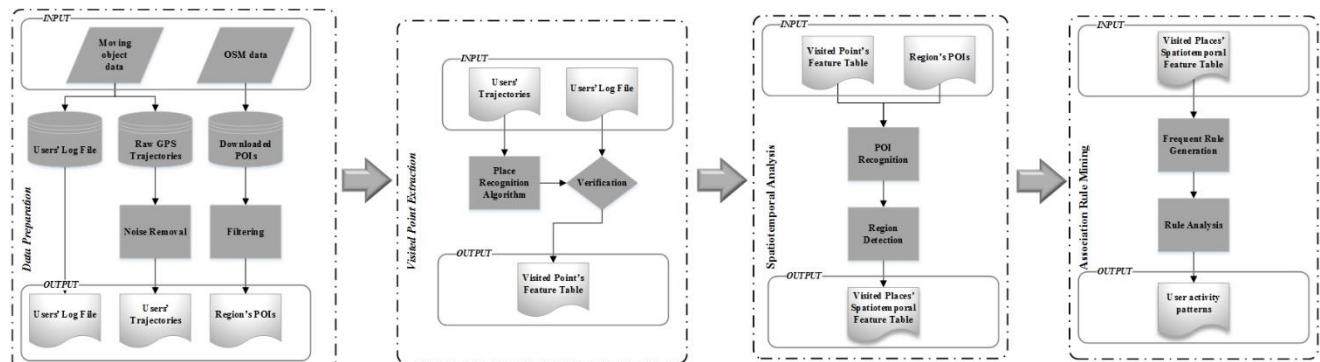 INPUT
Moving
object
data
OSM data
Users' Log File
Raw GPS
Trajectories
Downloaded
POIs
Noise Removal
Filtering
Data Preparation
OUTPUT
Users' Log File
Users'
Trajectories
Region's POIs
INPUT
Users'
Trajectories
Users' Log File
Place
Recognition
Algorithm
Verification
Visited Point Extraction
OUTPUT
Visited Point's
Feature Table
INPUT
Visited Point's
Feature Table
Region's
POIs
POI
Recognition
Region
Detection
Spatiotemporal Analysis
OUTPUT
Visited Places'
Spatiotemporal
Feature Table
INPUT
Visited Places'
Spatiotemporal
Feature Table
Frequent Rule
Generation
Rule Analysis
Association Rule Mining
OUTPUT
User activity
patterns